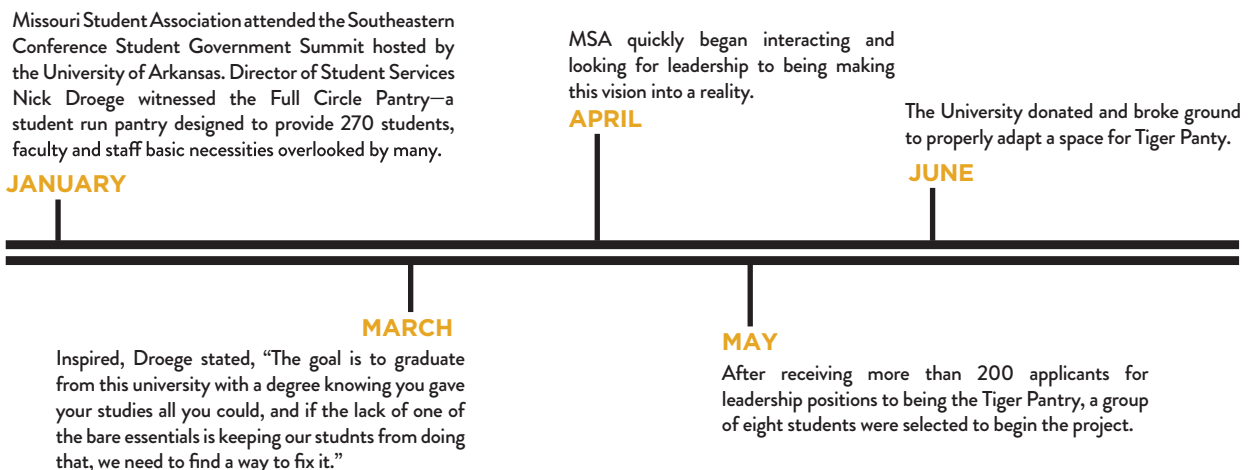 Missouri Student Association attended the Southeastern
Conference Student Government Summit hosted by
the University of Arkansas. Director of Student Services
Nick Droege witnessed the Full Circle Pantry—a
student run pantry designed to provide 270 students,
faculty and staff basic necessities overlooked by many.
JANUARY
Inspired, Droege stated, “The goal is to graduate
from this university with a degree knowing you gave
your studies all you could, and if the lack of one of
the bare essentials is keeping our studnts from doing
that, we need to find a way to fix it.”
MARCH
MSA quickly began interacting and
looking for leadership to being making
this vision into a reality.
APRIL
MAY
After receiving more than 200 applicants for
leadership positions to being the Tiger Pantry, a group
of eight students were selected to begin the project.
The University donated and broke ground
to properly adapt a space for Tiger Panty.
JUNE